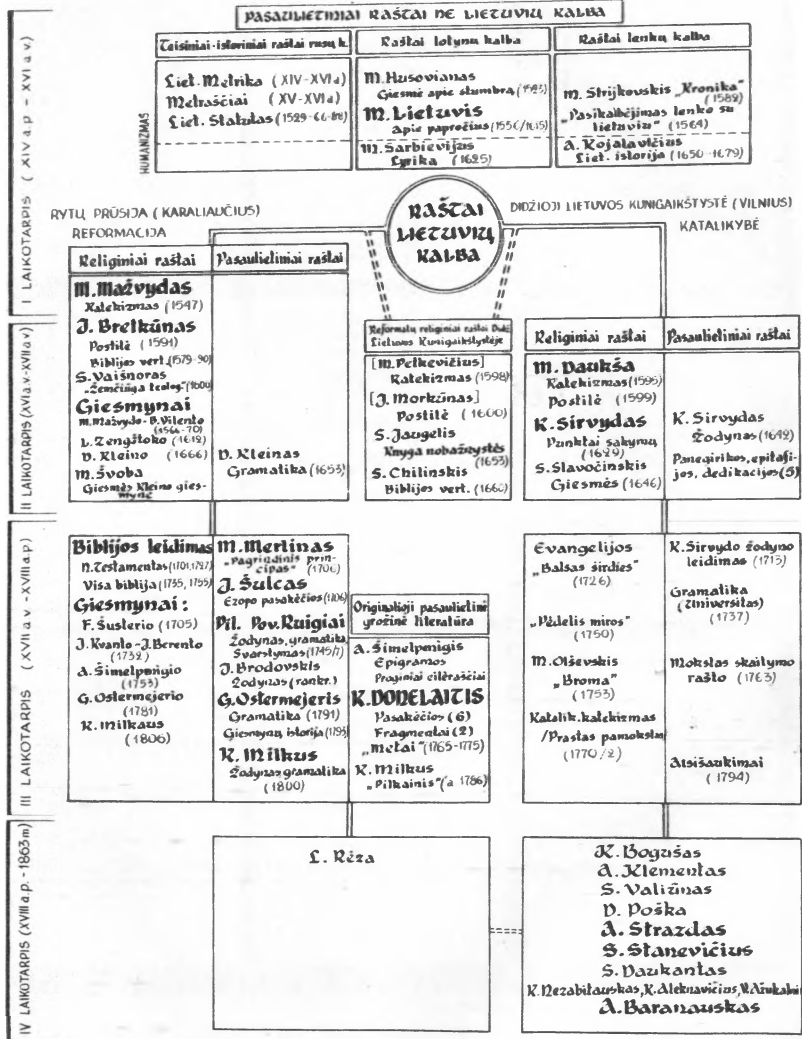 PASAULIETINIAI RAŠTAI NE LIETUVIŲ KALBA
I LAIKOTARPIS ( XIV a.p. - XVI a v.)
HUMANIZMAS
Teisiniai-istoriniai raštai rusų k.
Liet. Metrika (XIV-XVIa)
Metraščiai (XV-XVIa)
Liet. Statutas (1529-66-88)
Raštai lotynų kalba
M. Husovianas
Giesmė apie stumbrą (1523)
M. Lietuvis
Apie papročius (1550/1615)
M. Sarbievijus
Lyrika (1625)
Raštai lenkų kalba
M. Strijkovskis „Kronika"
(1582)
„Pasikalbėjimas lenko su
lietuviu" (1564)
A. Kojalavičius
Liet. istorija (1650-1679)
RAŠTAI
LIETUVIŲ
KALBA
RYTŲ PRŪSIJA ( KARALIAUČIUS)
REFORMACIJA
DIDŽIOJI LIETUVOS KUNIGAIKŠTYSTĖ (VILNIUS)
KATALIKYBĖ
Religiniai raštai
M. Mažvydas
Katekizmas (1547)
II LAIKOTARPIS (XVI a.v.-XVII a v)
J. Bretkūnas
Postilė (1591)
Biblijos vert. (1579-90)
S. Vaišnoras
„Žemčiūga teolog." (1600)
Giesmynai
M. Mažvydo-B. Vilento
(1566-70)
L. Zengštoko (1612)
D. Kleino (1666)
M. Švoba
Giesmės Kleino gies-
myne
Pasaulietiniai raštai
D. Kleinas
Gramatika (1653)
Reformatų religiniai raštai Didž.
Lietuvos Kunigaikštystėje
[M. Petkevičius]
Katekizmas (1598)
[J. Morkūnas]
Postilė (1600)
S. Jaugelis
Knyga nobažnystės
(1653)
S. Chilinskis
Biblijos vert. (1660)
Religiniai raštai
M. Daukša
Katekizmas (1595)
Postilė (1599)
K. Sirvydas
Punktai sakymų
(1629)
S. Slavočinskis
Giesmės (1646)
Pasaulietiniai raštai
K. Sirvydas
Žodynas (1642)
Panegirikos, epitafi-
jos, dedikacijos (5)
III LAIKOTARPIS (XVII a v. -XVIII a.p.)
Biblijos leidimas
N. Testamentas (1701,1727)
Visa biblija (1735, 1755)
Giesmynai :
F. Šusterio (1705)
J. Kvanto-J. Berento
(1732)
A. Šimelpenigio
(1753)
G. Ostermejerio
(1781)
K. Milkaus
(1806)
M. Merlinas
„Pagrindinis prin-
cipas" (1706)
J. Šulcas
Ezopo pasakėčios (1706)
Pil. Pov. Ruigiai
Žodynas, gramatika
Svarstymas (1745/7)
J. Brodovskis
Žodynas (rankr.)
G. Ostermejeris
Gramatika (1791)
Giesmynų istorija (1793)
K. Milkus
Žodynas gramatika
(1800)
Originalioji pasaulietinė
grožinė literatūra
A. Šimelpenigis
Epigramos
Proginiai eilėraščiai
K. DONELAITIS
Pasakėčios (6)
Fragmentai (2)
„Metai" (1765-1775)
K. Milkus
„Pilkainis" (a 1786)
Evangelijos
„Balsas širdies"
(1726)
„Pėdelis miros"
(1750)
M. Olševskis
„Broma"
(1753)
Katalik. katekizmas
/Prastas pamokslas
(1770/2)
K. Sirvydo žodyno
leidimas (1713)
Gramatika
(Universitas)
(1737)
Mokslas skaitymo
rašto (1763)
Atsišaukimai
(1794)
IV LAIKOTARPIS (XVIII a.p. -1863 m)
L. Rėza
K. Bogušas
A. Klementas
S. Valiūnas
D. Poška
A. Strazdas
S. Stanevičius
S. Daukantas
K. Nezabitauskas, K. Aleknavičius,
A. Baranauskas